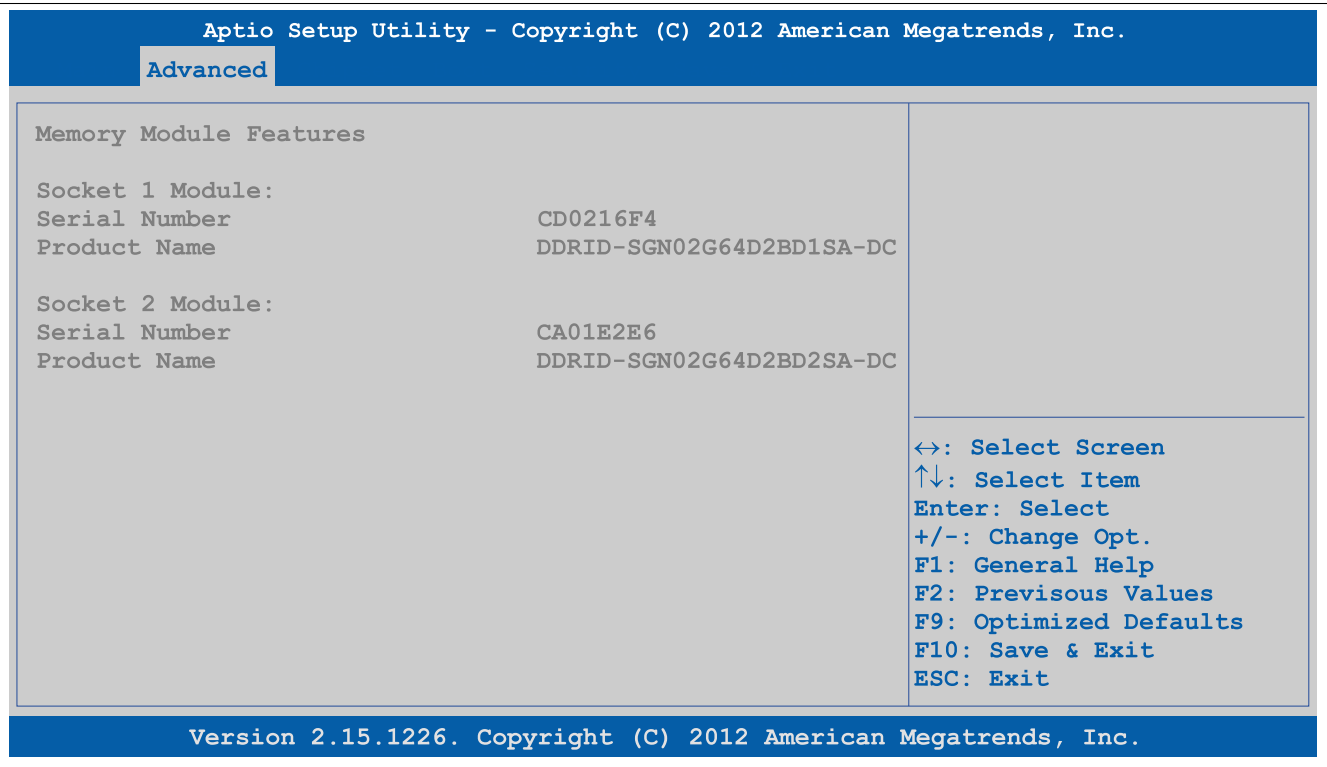 Aptio Setup Utility - Copyright (C) 2012 American Megatrends, Inc.
Advanced
Memory Module Features
Socket 1 Module:
Serial Number CD0216F4
Product Name DDRID-SGN02G64D2BD1SA-DC
Socket 2 Module:
Serial Number CA01E2E6
Product Name DDRID-SGN02G64D2BD2SA-DC
↔: Select Screen
↑↓: Select Item
Enter: Select
+/-: Change Opt.
F1: General Help
F2: Previsous Values
F9: Optimized Defaults
F10: Save & Exit
ESC: Exit
Version 2.15.1226. Copyright (C) 2012 American Megatrends, Inc.